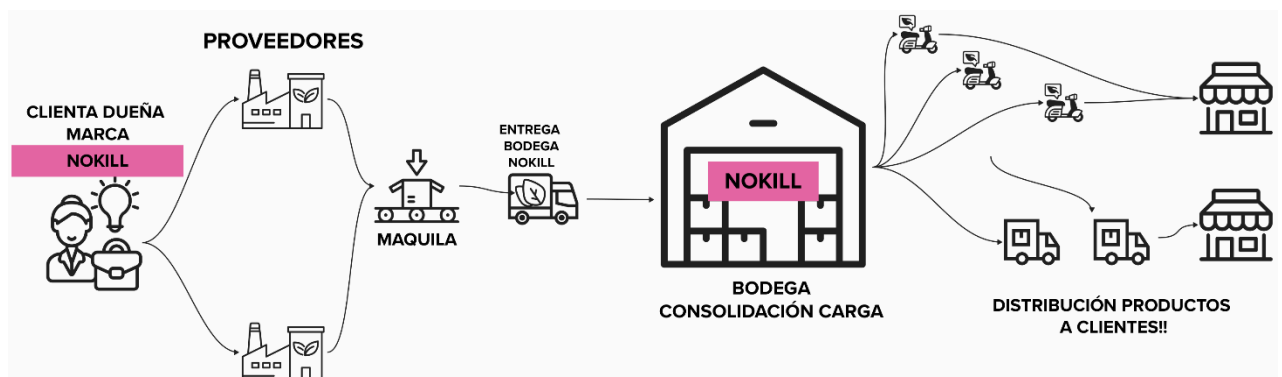 PROVEEDORES
CLIENTA DUEÑA
MARCA
NOKILL
MAQUILA
ENTREGA
BODEGA
NOKILL
NOKILL
BODEGA
CONSOLIDACIÓN CARGA
DISTRIBUCIÓN PRODUCTOS
A CLIENTES!!